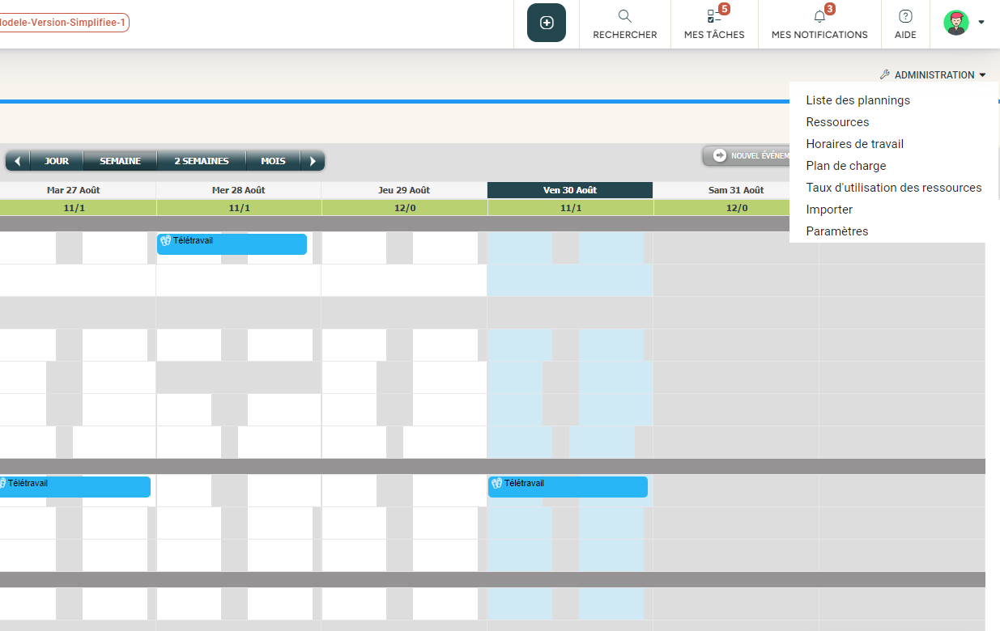 Modele-Version-Simplifiee-1
5
3
RECHERCHER
MES TÂCHES
MES NOTIFICATIONS
AIDE
ADMINISTRATION
Liste des plannings
Ressources
Horaires de travail
Plan de charge
Taux d'utilisation des ressources
Importer
Paramètres
JOUR
SEMAINE
2 SEMAINES
MOIS
NOUVEL ÉVÉNEM
Mar 27 Août
Mer 28 Août
Jeu 29 Août
Ven 30 Août
Sam 31 Août
11/1
11/1
12/0
11/1
12/0
Télétravail
Télétravail
Télétravail